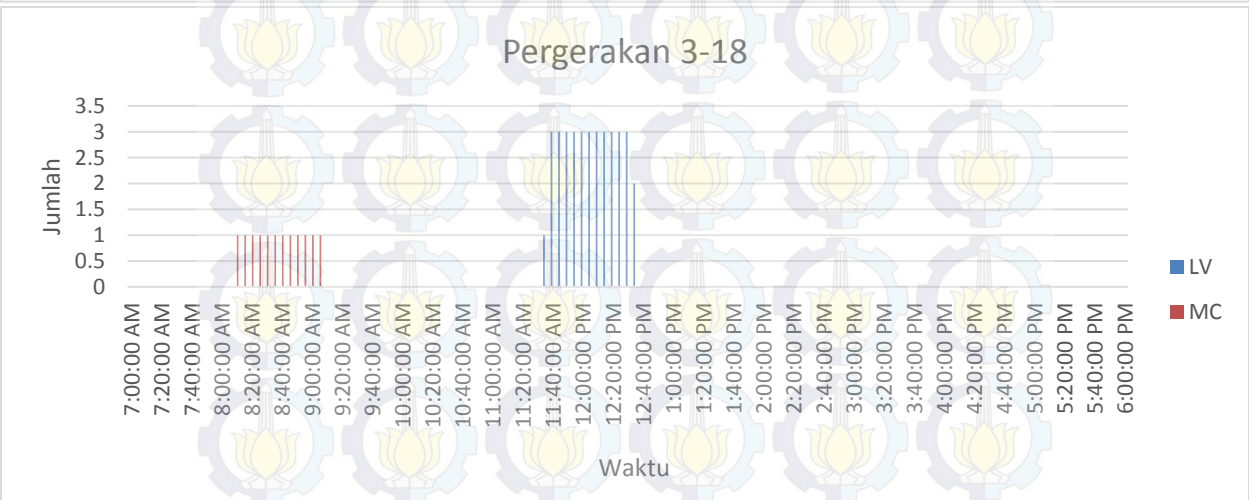 Pergerakan 3-18
Jumlah
3.5
3
2.5
2
1.5
1
0.5
0
7:00:00 AM
7:20:00 AM
7:40:00 AM
8:00:00 AM
8:20:00 AM
8:40:00 AM
9:00:00 AM
9:20:00 AM
9:40:00 AM
10:00:00 AM
10:20:00 AM
10:40:00 AM
11:00:00 AM
11:20:00 AM
11:40:00 AM
12:00:00 PM
12:20:00 PM
12:40:00 PM
1:00:00 PM
1:20:00 PM
1:40:00 PM
2:00:00 PM
2:20:00 PM
2:40:00 PM
3:00:00 PM
3:20:00 PM
3:40:00 PM
4:00:00 PM
4:20:00 PM
4:40:00 PM
5:00:00 PM
5:20:00 PM
5:40:00 PM
6:00:00 PM
Waktu
LV
MC